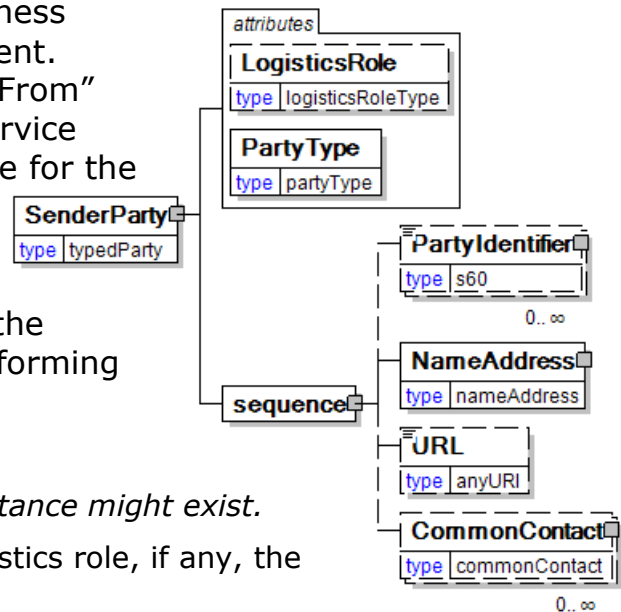 ness
ent.
From”
rvice
e for the
the
forming
tance might exist.
stics role, if any, the
attributes
LogisticsRole
type logisticsRoleType
PartyType
type partyType
SenderParty
type typedParty
sequence
PartyIdentifier
type s60
0.. ∞
NameAddress
type nameAddress
URL
type anyURI
CommonContact
type commonContact
0.. ∞